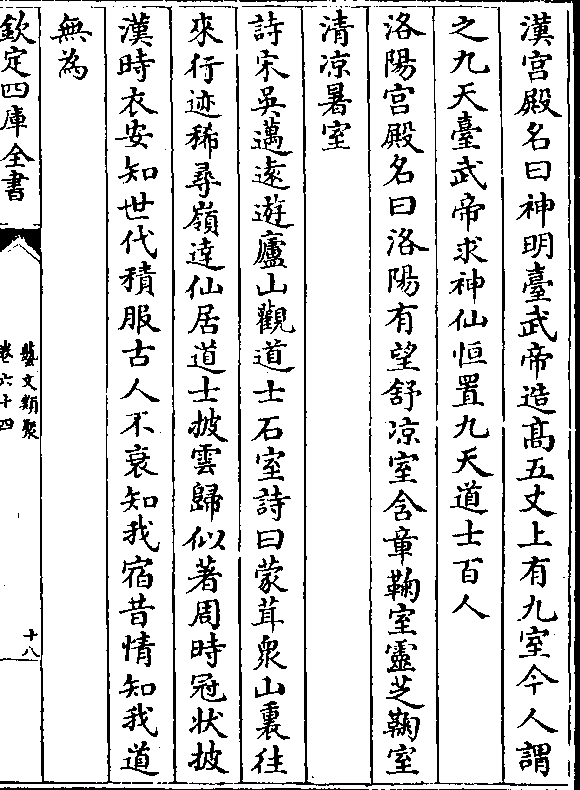 漢宮殿名曰神明臺武帝造髙五丈上有九室今人謂
之九天臺武帝求神仙恒置九天道士百人
洛陽宮殿名曰洛陽有望舒凉室含章鞠室靈芝鞠室
清凉暑室
詩宋吳邁逺遊廬山觀道士石室詩曰蒙茸衆山裏往
來行迹稀尋嶺達仙居道士披雲歸似著周時冠状披
漢時衣安知世代積服古人不衰知我宿昔情知我道
無為
欽定四庫全書
藝文類聚
卷六十四
十八